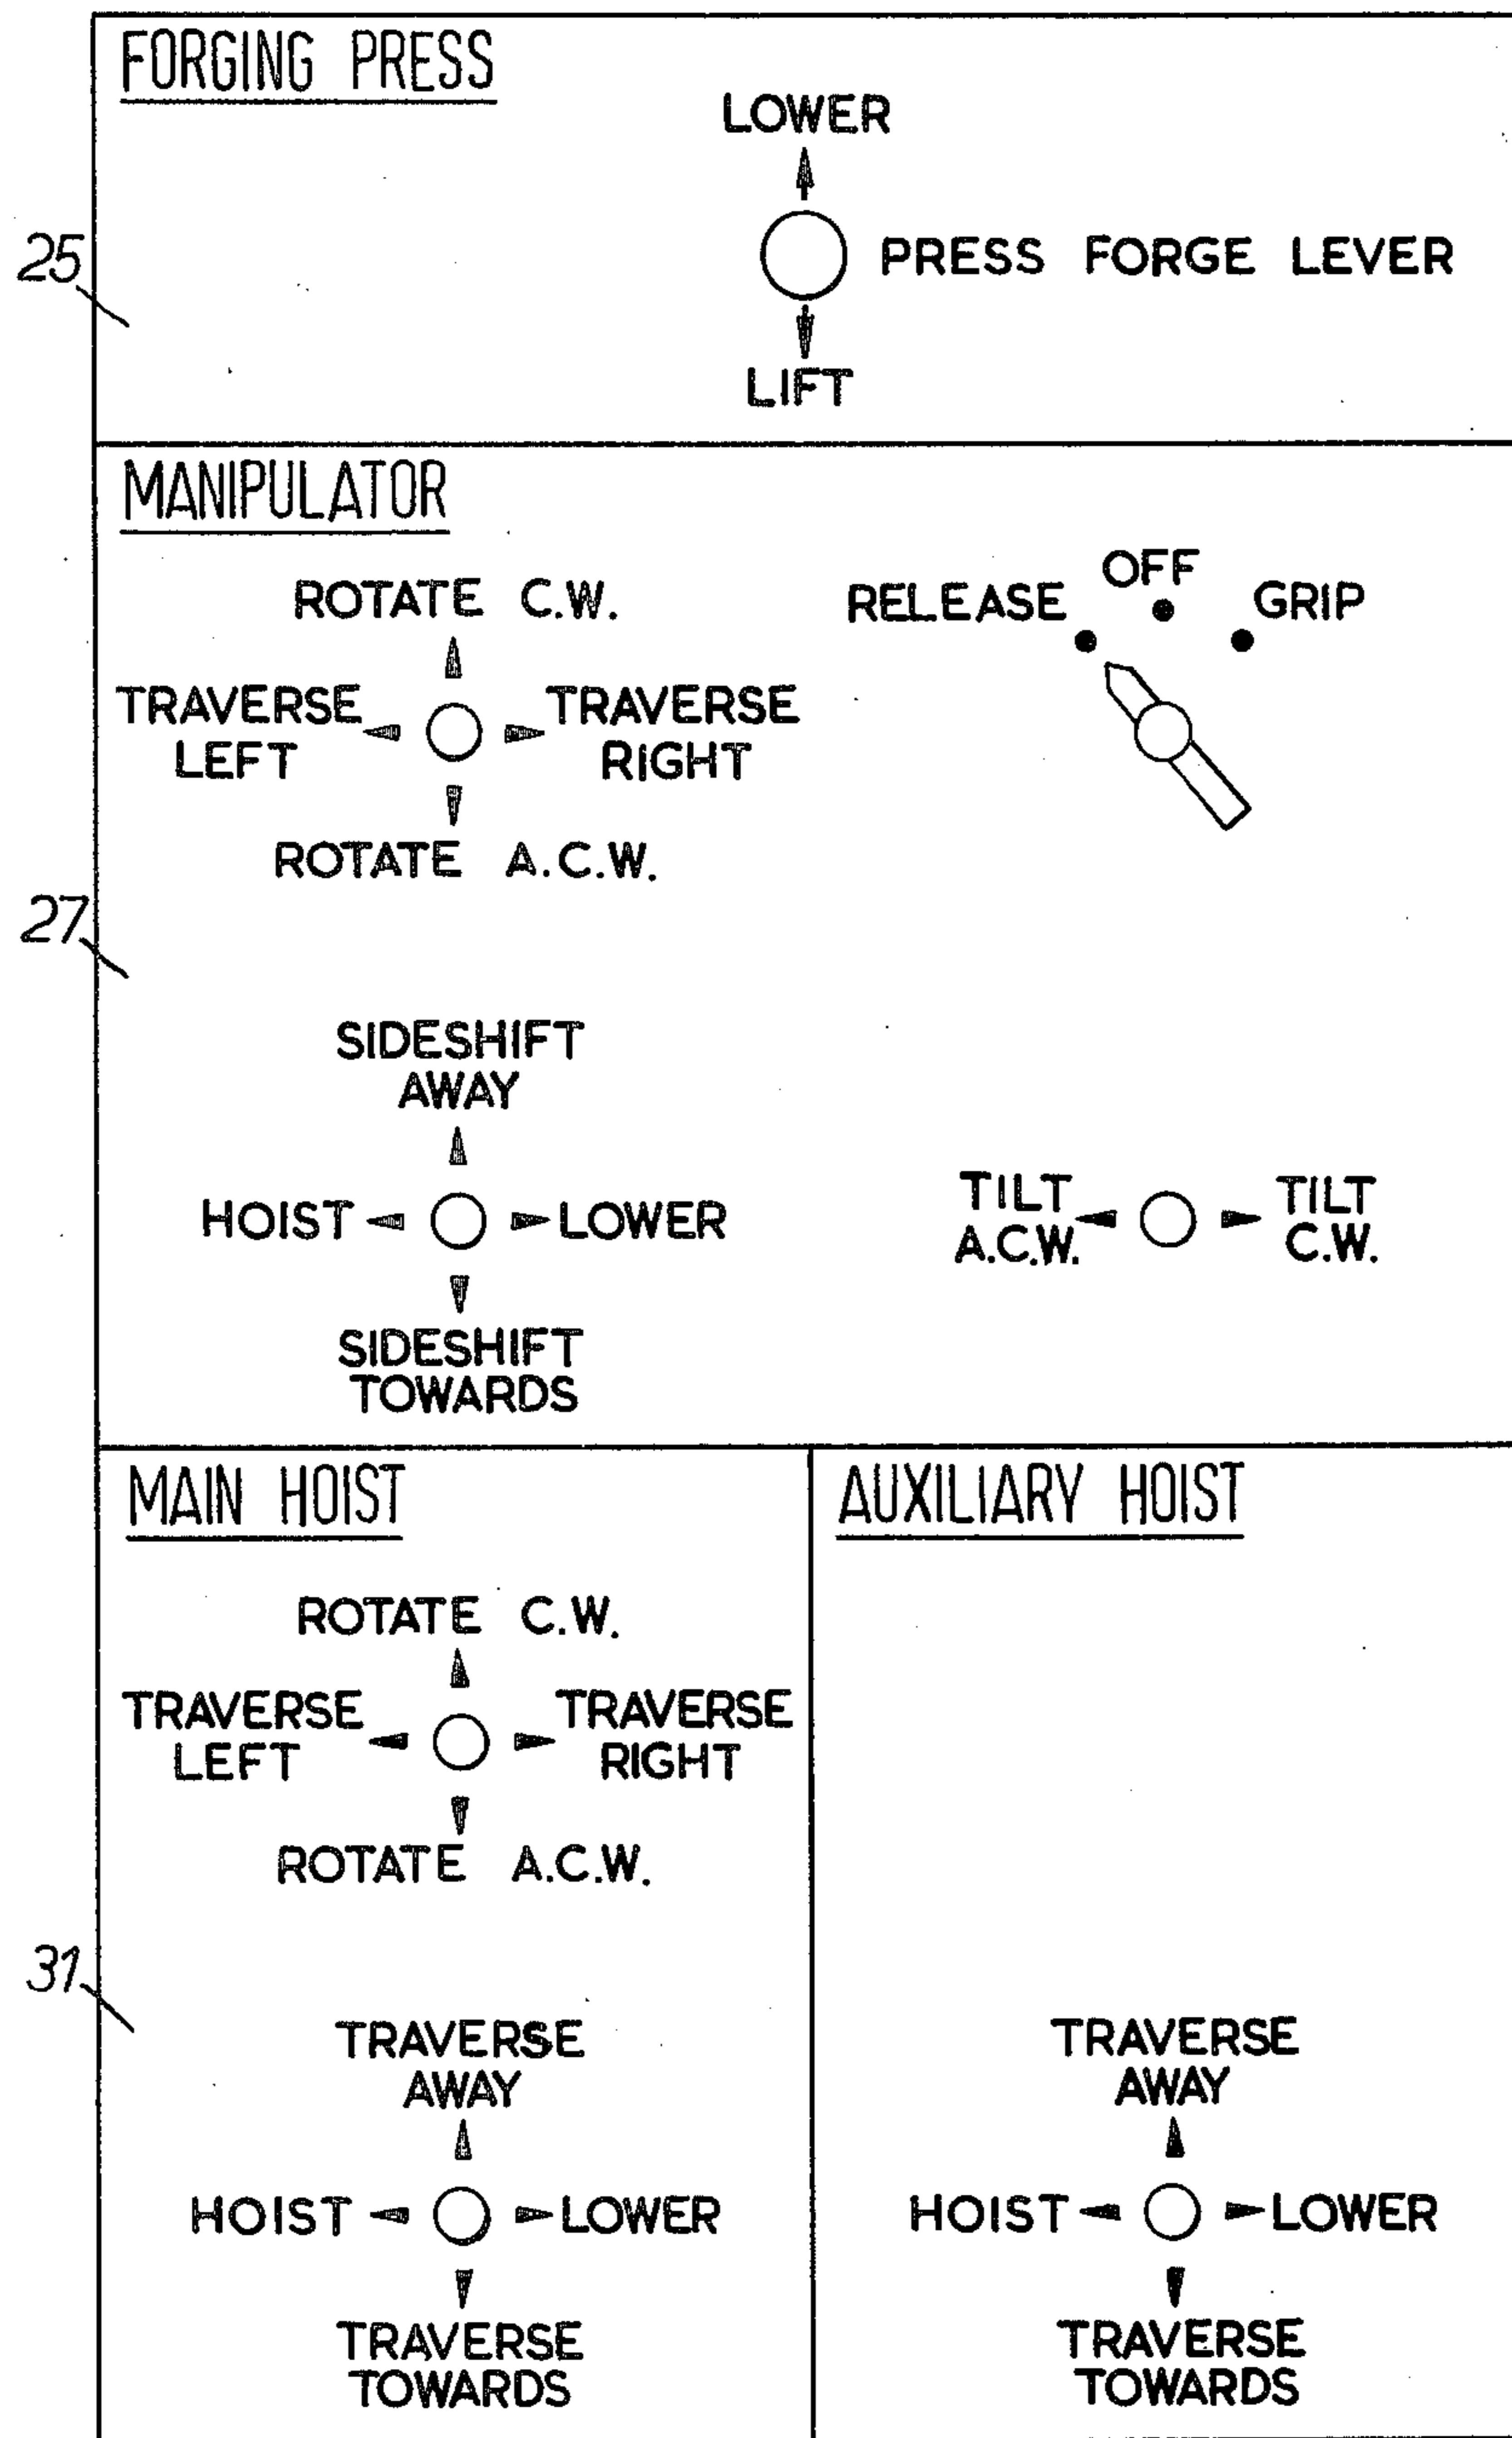 FORGING PRESS
LOWER
25
PRESS FORGE LEVER
LIFT
MANIPULATOR
ROTATE C.W.
TRAVERSE LEFT
TRAVERSE RIGHT
ROTATE A.C.W.
RELEASE
OFF
GRIP
27
SIDESHIFT
AWAY
HOIST
LOWER
SIDESHIFT
TOWARDS
TILT
A.C.W.
TILT
C.W.
MAIN HOIST
ROTATE C.W.
TRAVERSE
LEFT
TRAVERSE
RIGHT
ROTATE A.C.W.
31
TRAVERSE
AWAY
HOIST
LOWER
TRAVERSE
TOWARDS
AUXILIARY HOIST
TRAVERSE
AWAY
HOIST
LOWER
TRAVERSE
TOWARDS